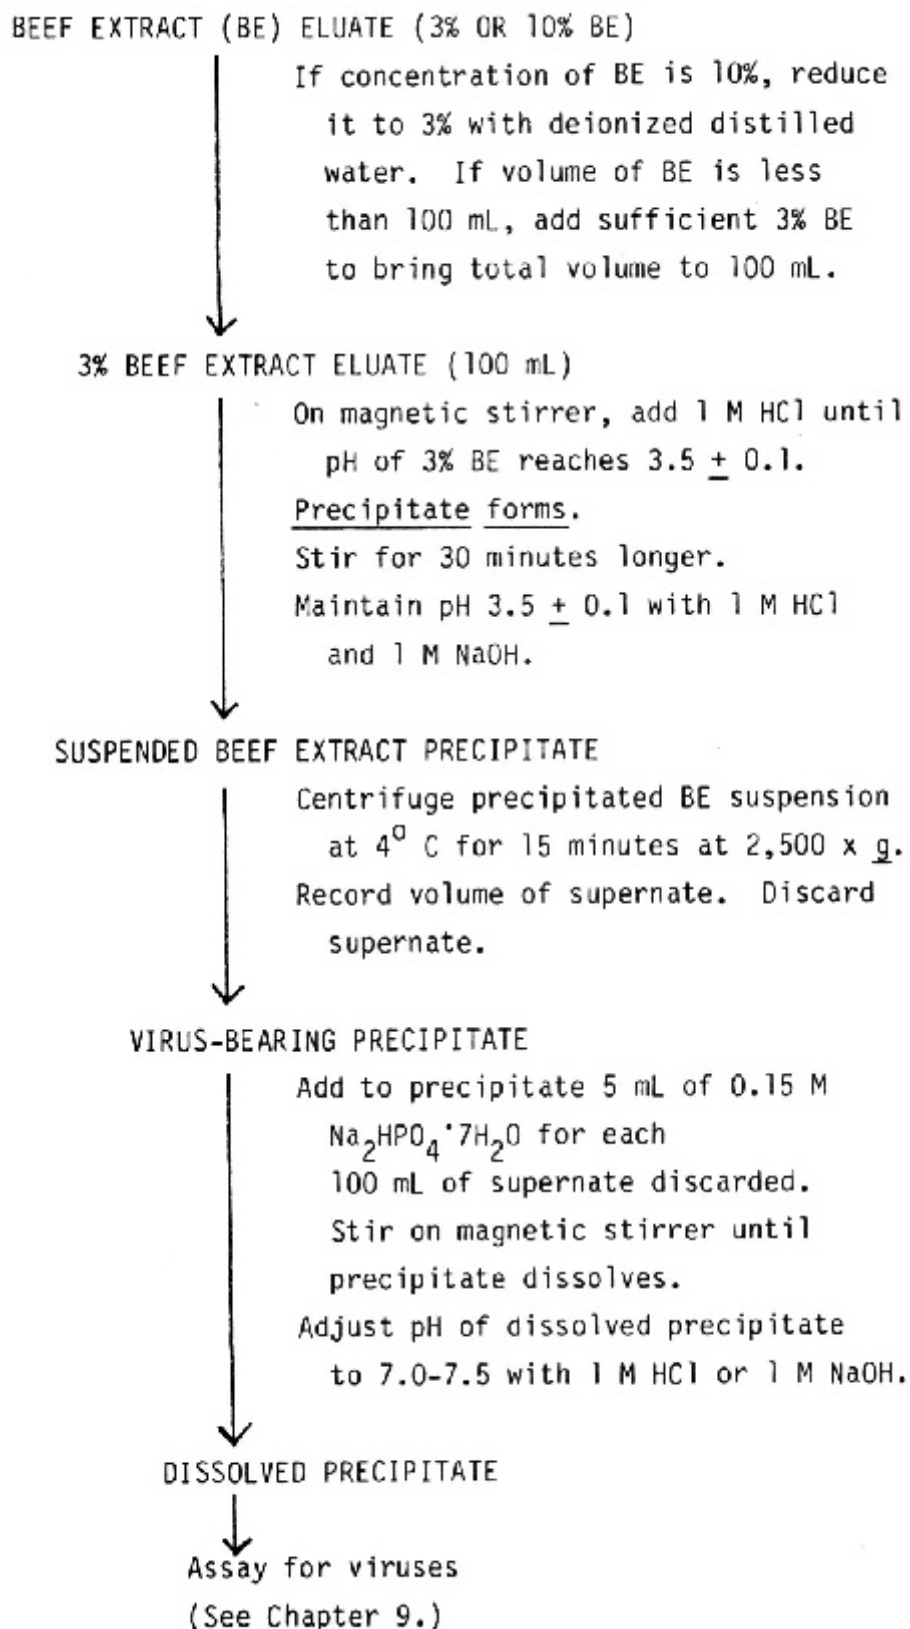 BEEF EXTRACT (BE) ELUATE (3% OR 10% BE)
If concentration of BE is 10%, reduce
it to 3% with deionized distilled
water. If volume of BE is less
than 100 mL, add sufficient 3% BE
to bring total volume to 100 mL.
3% BEEF EXTRACT ELUATE (100 mL)
On magnetic stirrer, add 1 M HCl until
pH of 3% BE reaches 3.5 ± 0.1.
Precipitate forms.
Stir for 30 minutes longer.
Maintain pH 3.5 ± 0.1 with 1 M HCl
and 1 M NaOH.
SUSPENDED BEEF EXTRACT PRECIPITATE
Centrifuge precipitated BE suspension
at 4° C for 15 minutes at 2,500 x g.
Record volume of supernate. Discard
supernate.
VIRUS-BEARING PRECIPITATE
Add to precipitate 5 mL of 0.15 M
Na₂HPO₄·7H₂O for each
100 mL of supernate discarded.
Stir on magnetic stirrer until
precipitate dissolves.
Adjust pH of dissolved precipitate
to 7.0-7.5 with 1 M HCl or 1 M NaOH.
DISSOLVED PRECIPITATE
Assay for viruses
(See Chapter 9.)